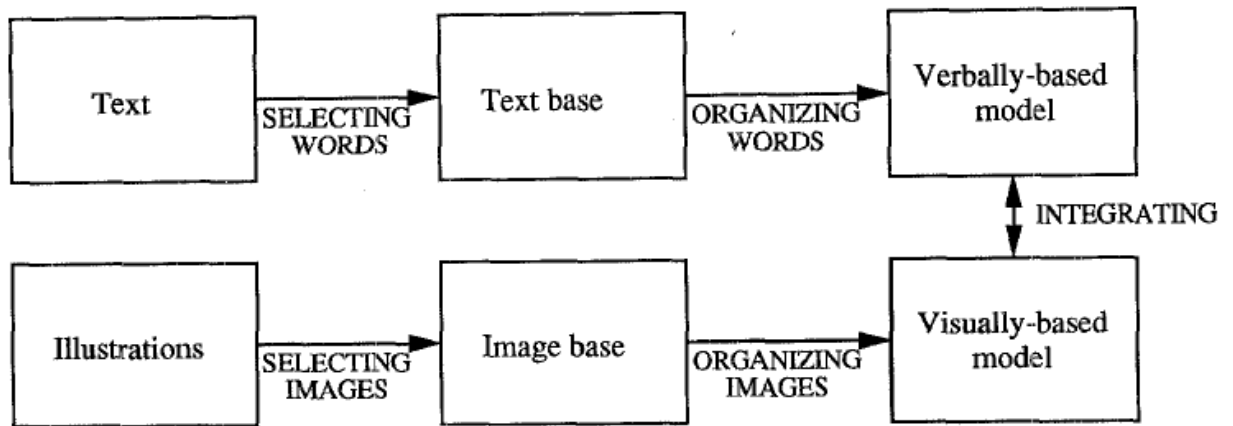 Text
SELECTING
WORDS
Text base
ORGANIZING
WORDS
Verbally-based
model
INTEGRATING
Illustrations
SELECTING
IMAGES
Image base
ORGANIZING
IMAGES
Visually-based
model